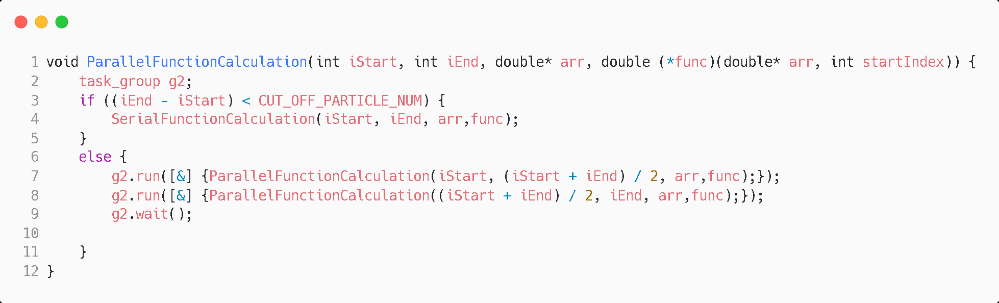 1 void ParallelFunctionCalculation(int iStart, int iEnd, double* arr, double (*func)(double* arr, int startIndex)) {
2     task_group g2;
3     if ((iEnd - iStart) < CUT_OFF_PARTICLE_NUM) {
4         SerialFunctionCalculation(iStart, iEnd, arr,func);
5     }
6     else {
7         g2.run([&] {ParallelFunctionCalculation(iStart, (iStart + iEnd) / 2, arr,func);});
8         g2.run([&] {ParallelFunctionCalculation((iStart + iEnd) / 2, iEnd, arr,func);});
9         g2.wait();
10
11     }
12 }